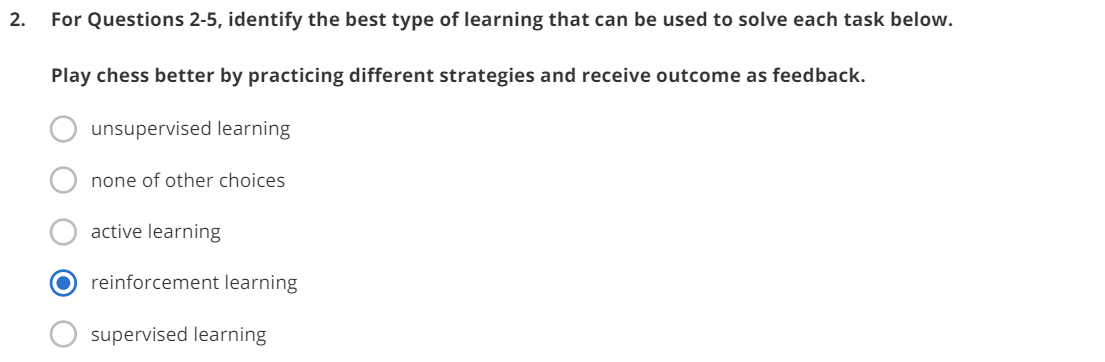 2. For Questions 2-5, identify the best type of learning that can be used to solve each task below.
Play chess better by practicing different strategies and receive outcome as feedback.
unsupervised learning
none of other choices
active learning
reinforcement learning
supervised learning